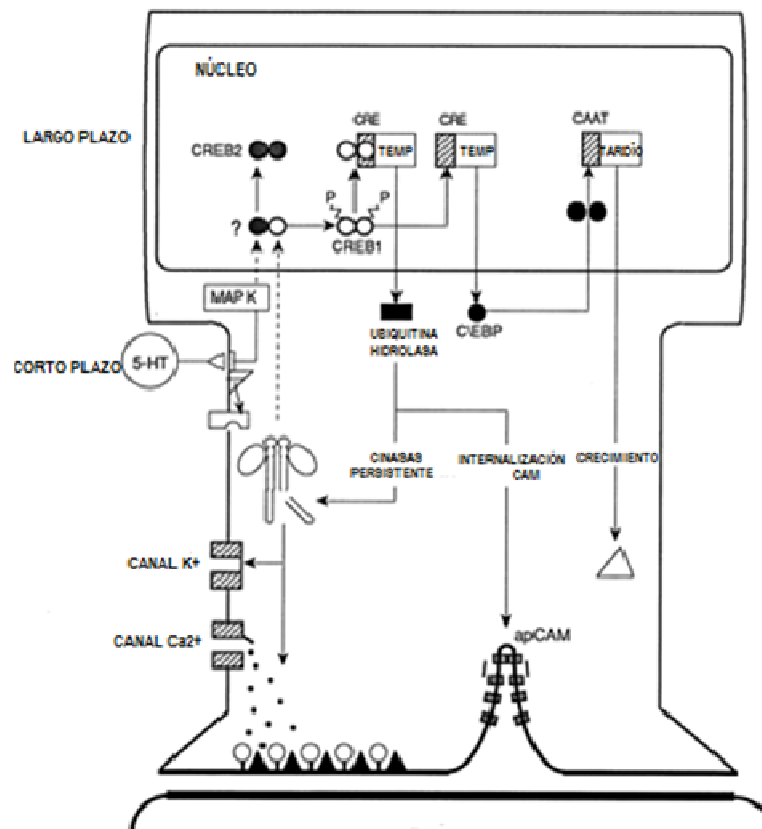 NÚCLEO
LARGO PLAZO
CRE
CRE
CAAT
CREB2
TEMP
TEMP
TARDÍO
P
P
?
CREB1
MAP K
UBIQUITINA
HIDROLASA
C\EBP
CORTO PLAZO
5-HT
CINASAS
PERSISTENTE
INTERNALIZACIÓN
CAM
CRECIMIENTO
CANAL K+
CANAL Ca2+
apCAM